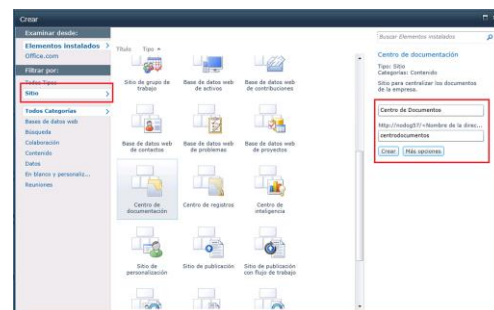 Crear
Examinar desde:
Elementos instalados
Office.com
Filtrar por:
Todos Tipos
Sitio
Todos Categorías
Bases de datos web
Búsqueda
Colaboración
Contenido
Datos
En blanco y personaliz...
Reuniones
Título Tipo
Sitio de grupo de trabajo
Base de datos web de activos
Base de datos web de contribuciones
Base de datos web de contactos
Base de datos web de problemas
Base de datos web de proyectos
Centro de documentación
Centro de registros
Centro de inteligencia
Sitio de personalización
Sitio de publicación
Sitio de publicación con flujo de trabajo
Buscar Elementos instalados
Centro de documentación
Tipo: Sitio
Categorías: Contenido
Sitio para centralizar los documentos
de la empresa.
Centro de Documentos
centrodocumentos
Crear Más opciones